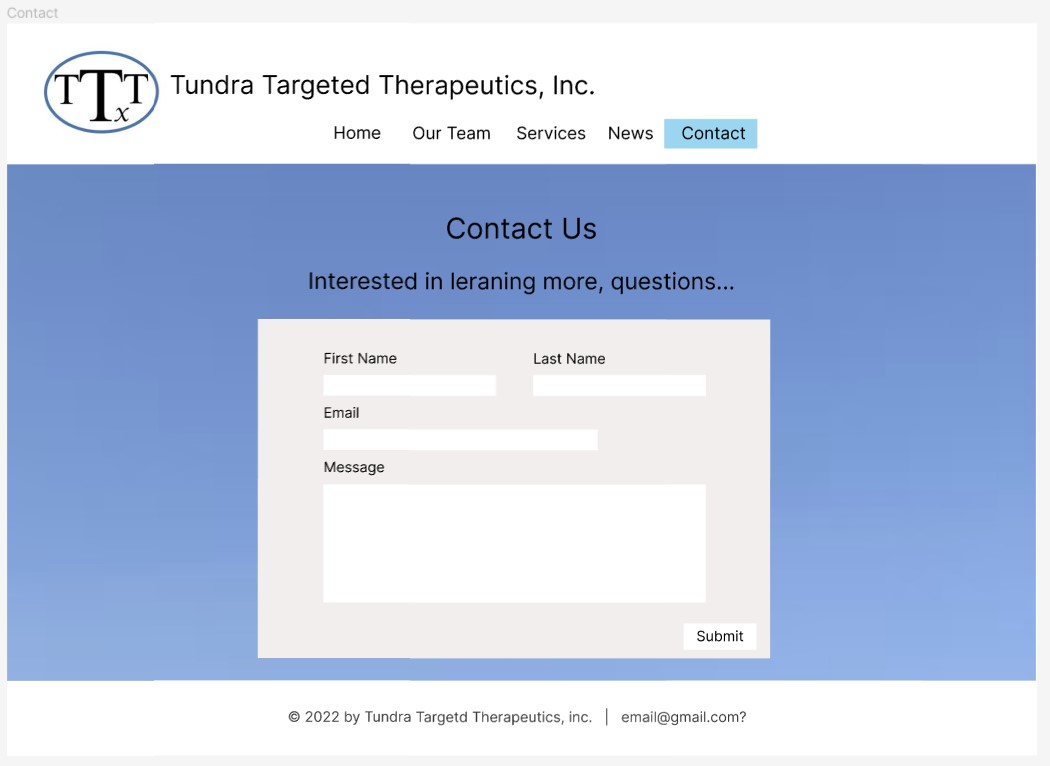 Contact
TTTx
Tundra Targeted Therapeutics, Inc.
Home Our Team Services News Contact
Contact Us
Interested in leraning more, questions...
First Name Last Name
Email
Message
Submit
© 2022 by Tundra Targetd Therapeutics, inc. | email@gmail.com?